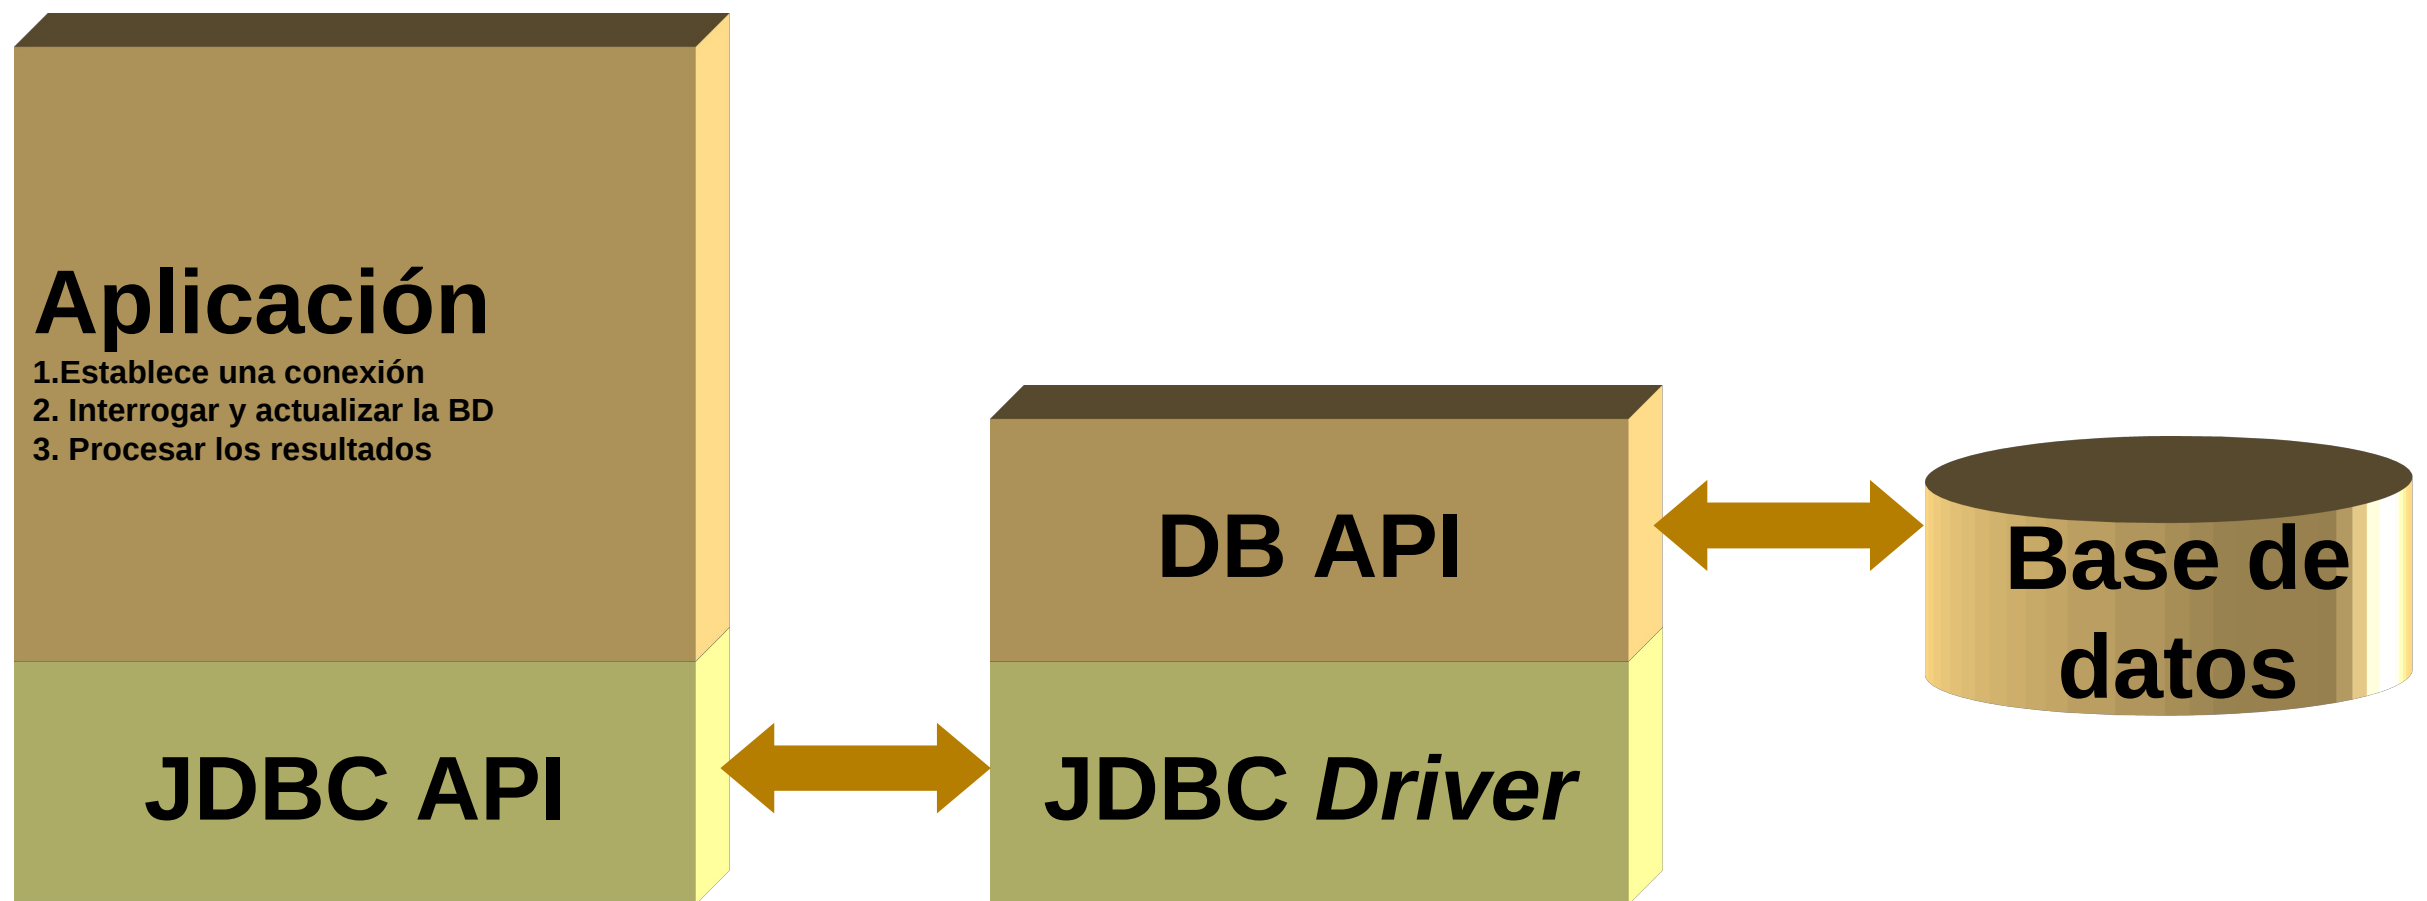 Aplicación
1.Establece una conexión
2. Interrogar y actualizar la BD
3. Procesar los resultados
JDBC API
DB API
JDBC Driver
Base de
datos